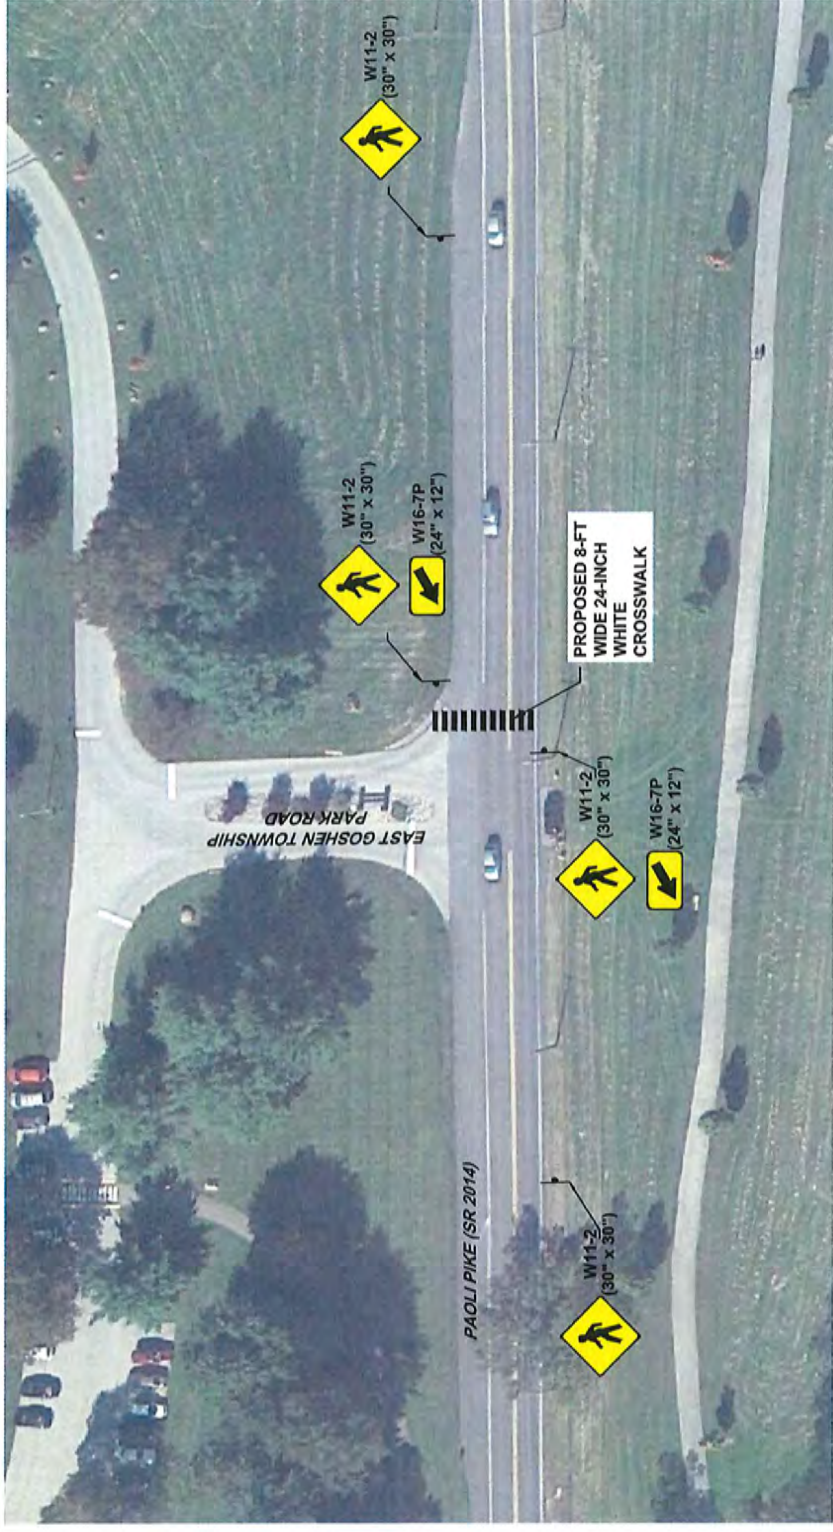 W11-2
(30" x 30")
W11-2
(30" x 30")
W16-7P
(24" x 12")
PROPOSED 8-FT
WIDE 24-INCH
WHITE
CROSSWALK
EAST GOSHEN TOWNSHIP
PARK ROAD
W11-2
(30" x 30")
W16-7P
(24" x 12")
PAOLI PIKE (SR 2014)
W11-2
(30" x 30")